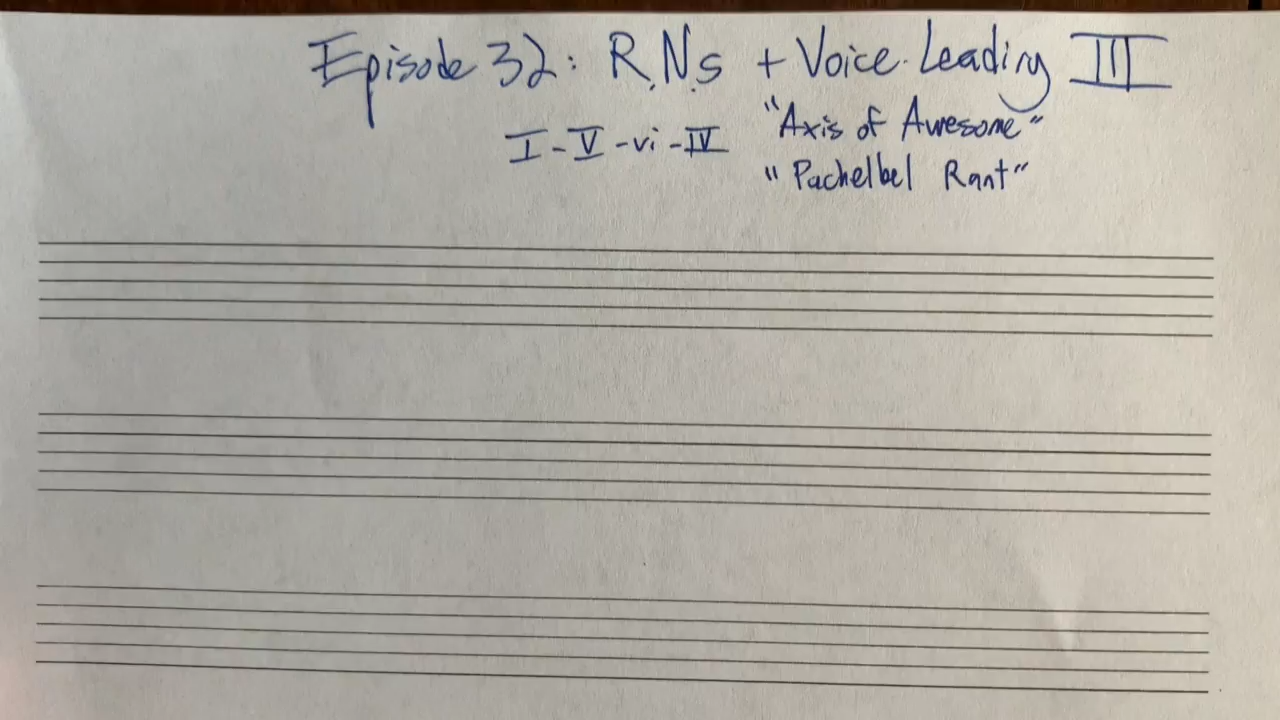 Episode 32: R.N.s + Voice-Leading III
I-V-vi-IV "Axis of Awesome"
"Pachelbel Rant"